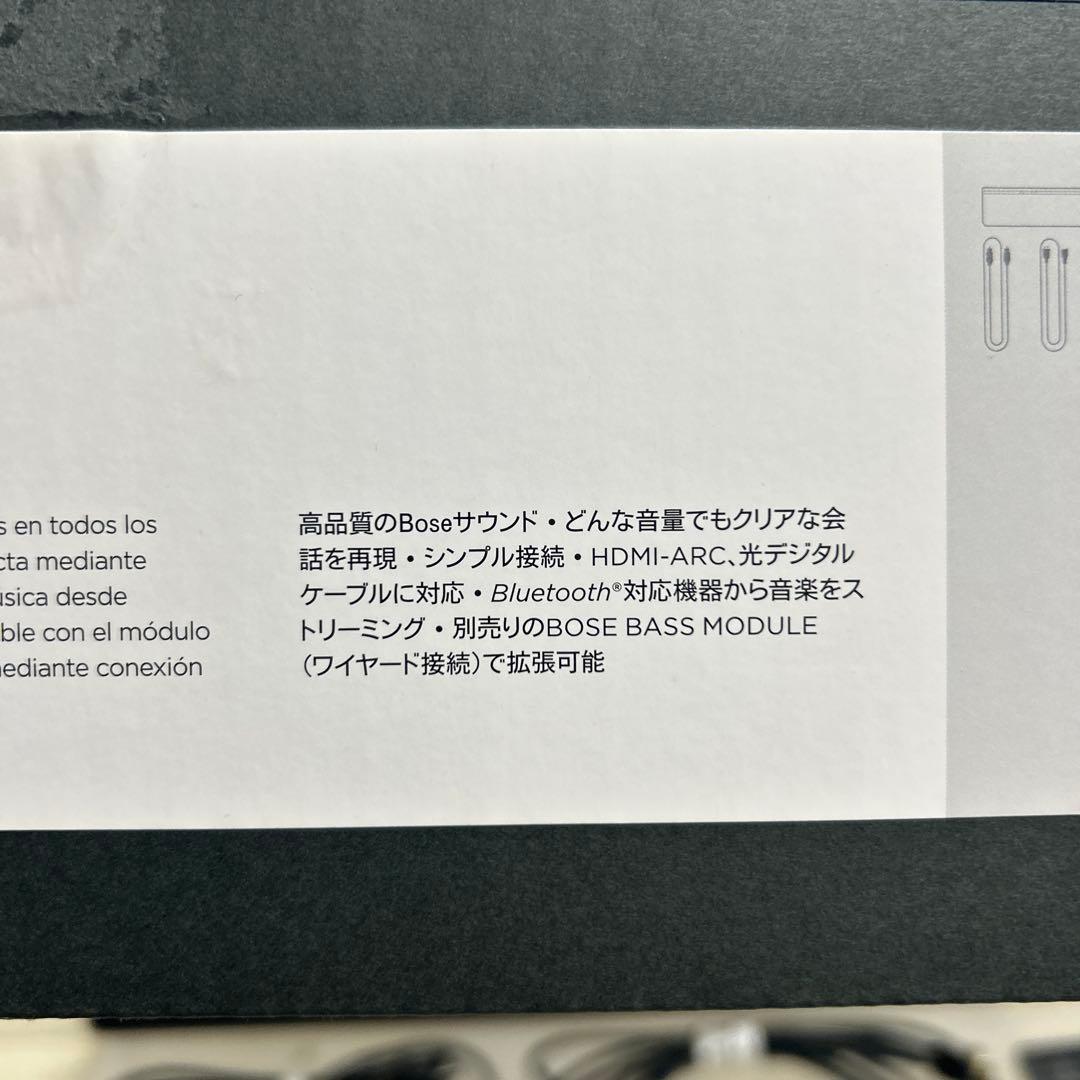 en todos los
mediante
desde
con el módulo
conexión
高品質のBoseサウンド・どんな音量でもクリアな会
話を再現・シンプル接続・HDMI-ARC、光デジタル
ケーブルに対応・Bluetooth®対応機器から音楽をス
トリーミング・別売りのBOSE BASS MODULE
（ワイヤード接続）で拡張可能